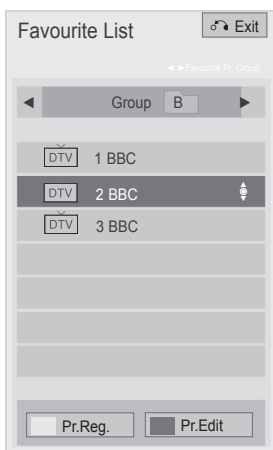 Favourite List
Exit
◄ ►Favourite Pr. Group
◄ Group B ►
DTV 1 BBC
DTV 2 BBC
DTV 3 BBC
Pr.Reg. Pr.Edit